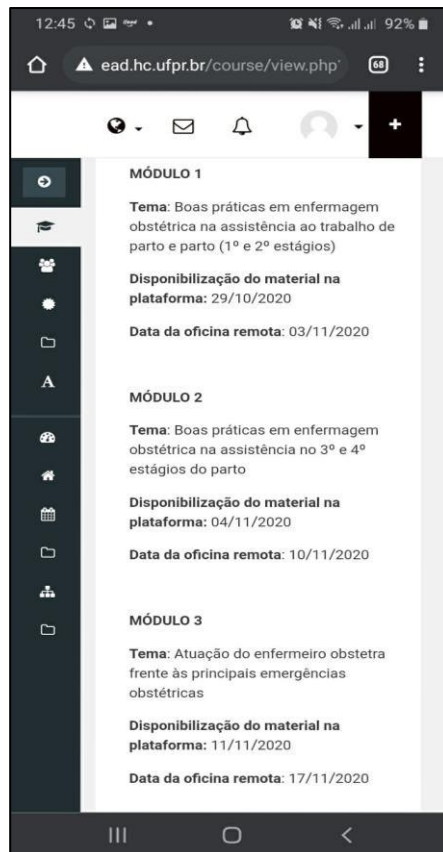 12:45
92%
ead.hc.ufpr.br/course/view.php?
68
MÓDULO 1
Tema: Boas práticas em enfermagem
obstétrica na assistência ao trabalho de
parto e parto (1º e 2º estágios)
Disponibilização do material na
plataforma: 29/10/2020
Data da oficina remota: 03/11/2020
MÓDULO 2
Tema: Boas práticas em enfermagem
obstétrica na assistência no 3º e 4º
estágios do parto
Disponibilização do material na
plataforma: 04/11/2020
Data da oficina remota: 10/11/2020
A
MÓDULO 3
Tema: Atuação do enfermeiro obstetra
frente às principais emergências
obstétricas
Disponibilização do material na
plataforma: 11/11/2020
Data da oficina remota: 17/11/2020